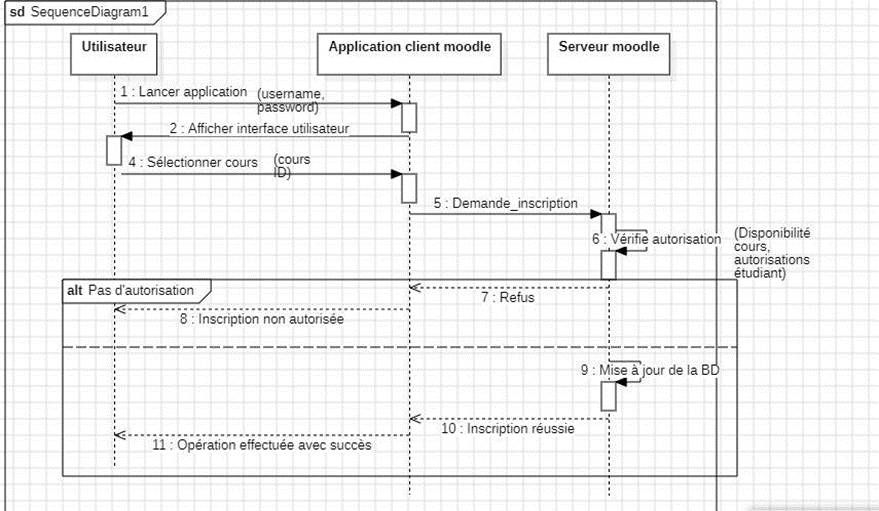 sd SequenceDiagram1
Utilisateur
Application client moodle
Serveur moodle
1 : Lancer application
(username,
password)
2 : Afficher interface utilisateur
4 : Sélectionner cours
(cours
ID)
5 : Demande_inscription
6 : Vérifie autorisation
(Disponibilité
cours,
autorisations
étudiant)
alt Pas d'autorisation
7 : Refus
8 : Inscription non autorisée
9 : Mise à jour de la BD
10 : Inscription réussie
11 : Opération effectuée avec succès